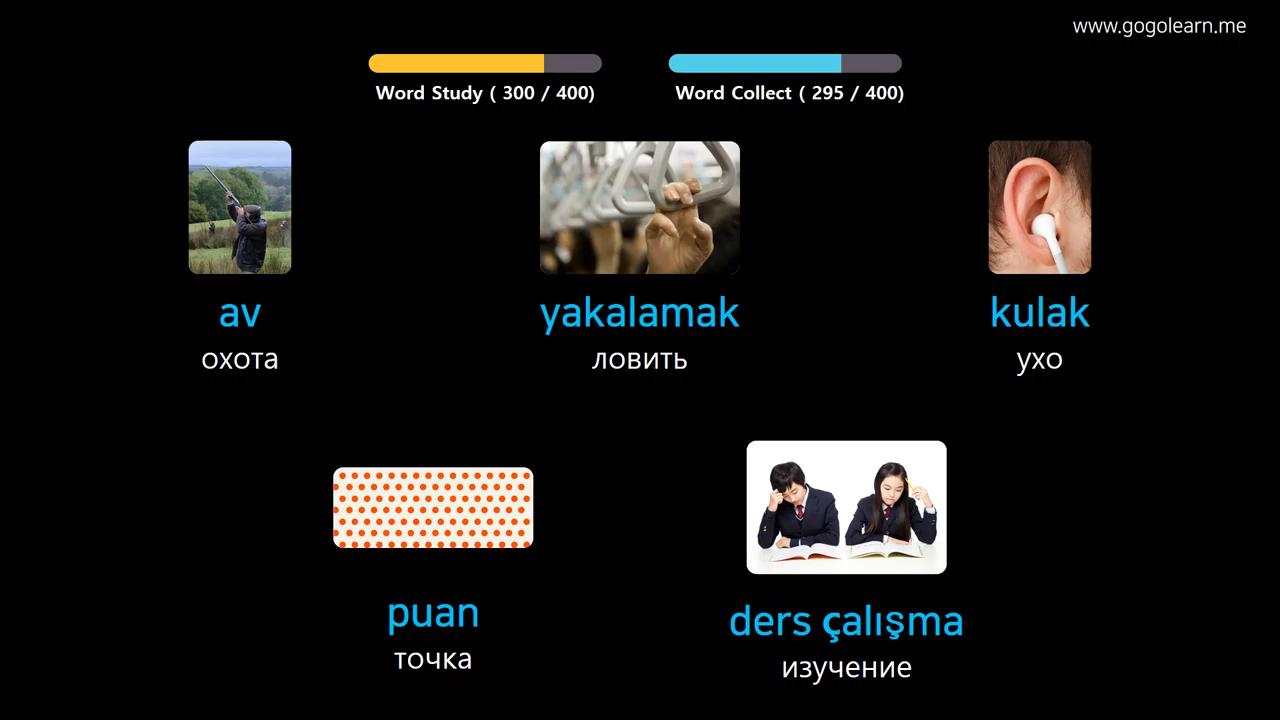 www.gogolearn.me
Word Study ( 300 / 400)
Word Collect ( 295 / 400)
av
охота
yakalamak
ловить
kulak
ухо
puan
точка
ders çalışma
изучение